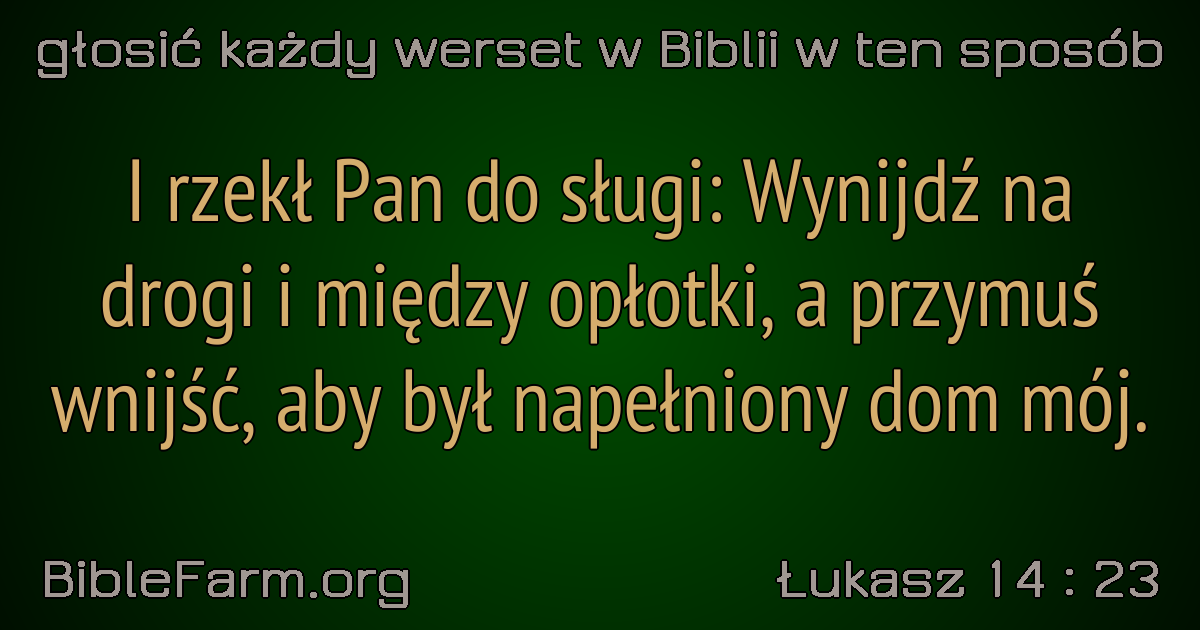 głosić każdy werset w Biblii w ten sposób
I rzekł Pan do sługi: Wynijdź na
drogi i między opłotki, a przymuś
wnijść, aby był napełniony dom mój.
BibleFarm.org
Łukasz 14 : 23